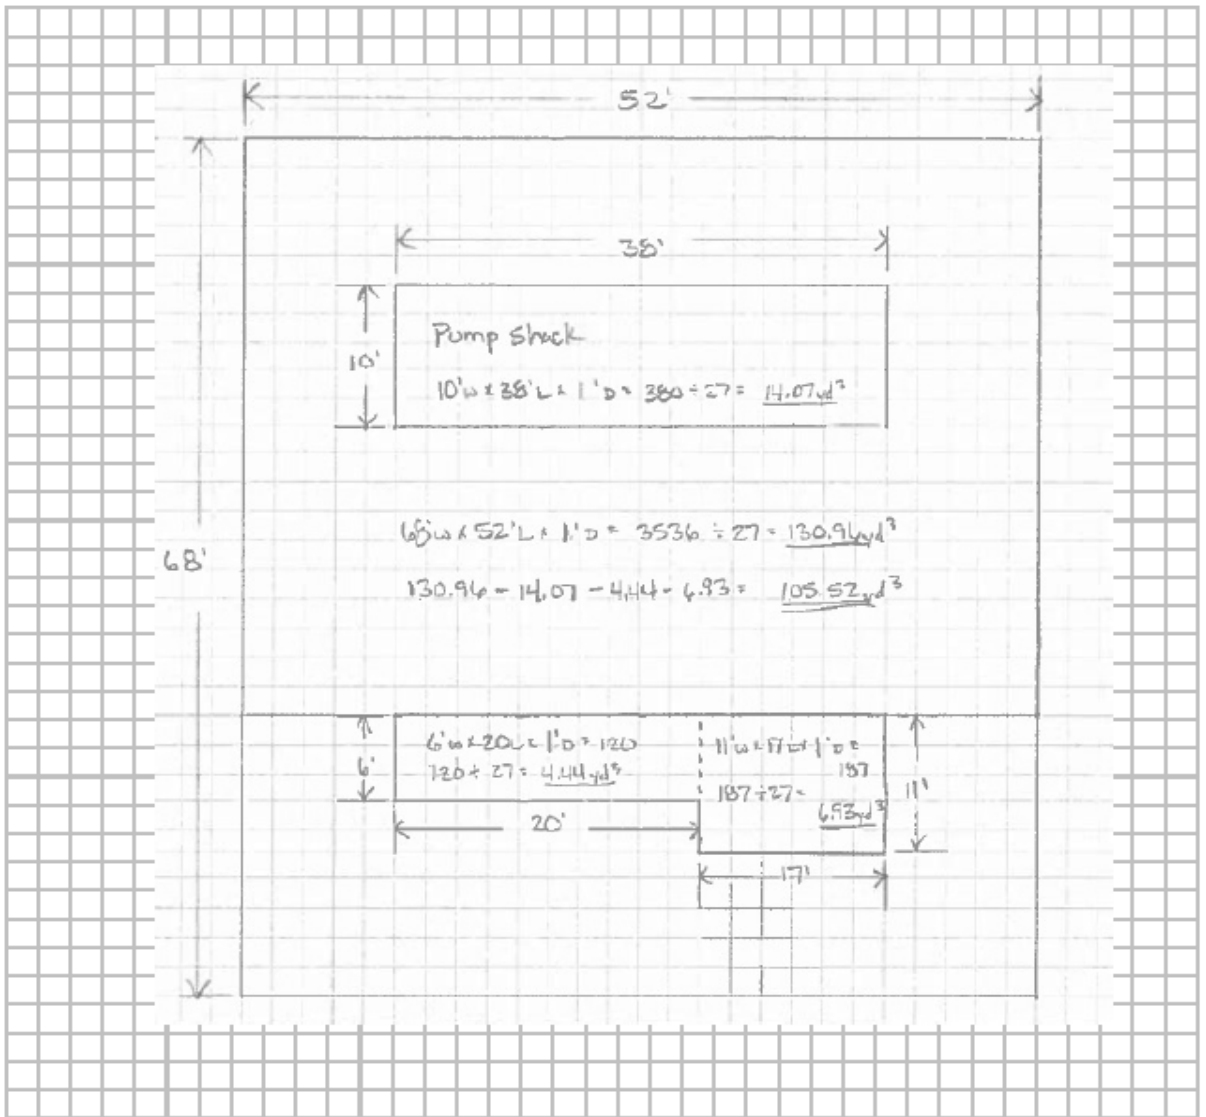 52'
38'
10'
Pump Shack
10'W x 38'L x 1'D = 380 ÷ 27 = 14.07yd³
68'W x 52'L x 1'D = 3536 ÷ 27 = 130.96yd³
68'
130.96 - 14.07 - 4.44 - 6.93 = 105.52yd³
6'W x 20L x 1'D = 120
120 ÷ 27 = 4.44yd³
6'
20'
11'W x 17L x 1'D =
187
187 ÷ 27 =
6.93yd³
11'
17'